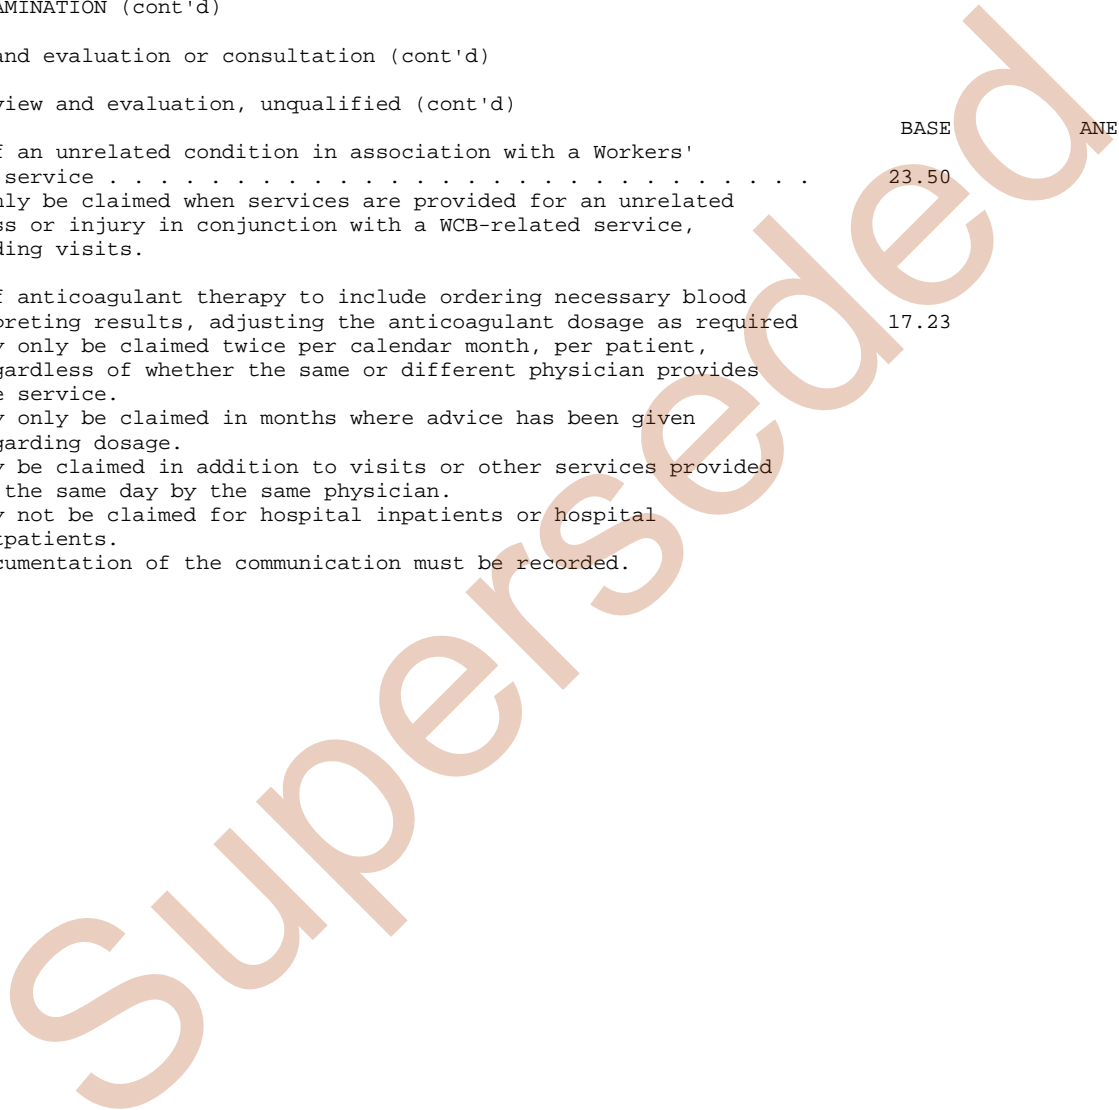 AMINATION (cont'd)
and evaluation or consultation (cont'd)
view and evaluation, unqualified (cont'd)
BASE ANE
f an unrelated condition in association with a Workers'
service . . . . . . . . . . . . . . . . . . . . . . . . . . . . 23.50
nly be claimed when services are provided for an unrelated
ss or injury in conjunction with a WCB-related service,
ding visits.
f anticoagulant therapy to include ordering necessary blood
preting results, adjusting the anticoagulant dosage as required 17.23
y only be claimed twice per calendar month, per patient,
gardless of whether the same or different physician provides
e service.
y only be claimed in months where advice has been given
garding dosage.
y be claimed in addition to visits or other services provided
the same day by the same physician.
y not be claimed for hospital inpatients or hospital
tpatients.
cumentation of the communication must be recorded.
Superseded